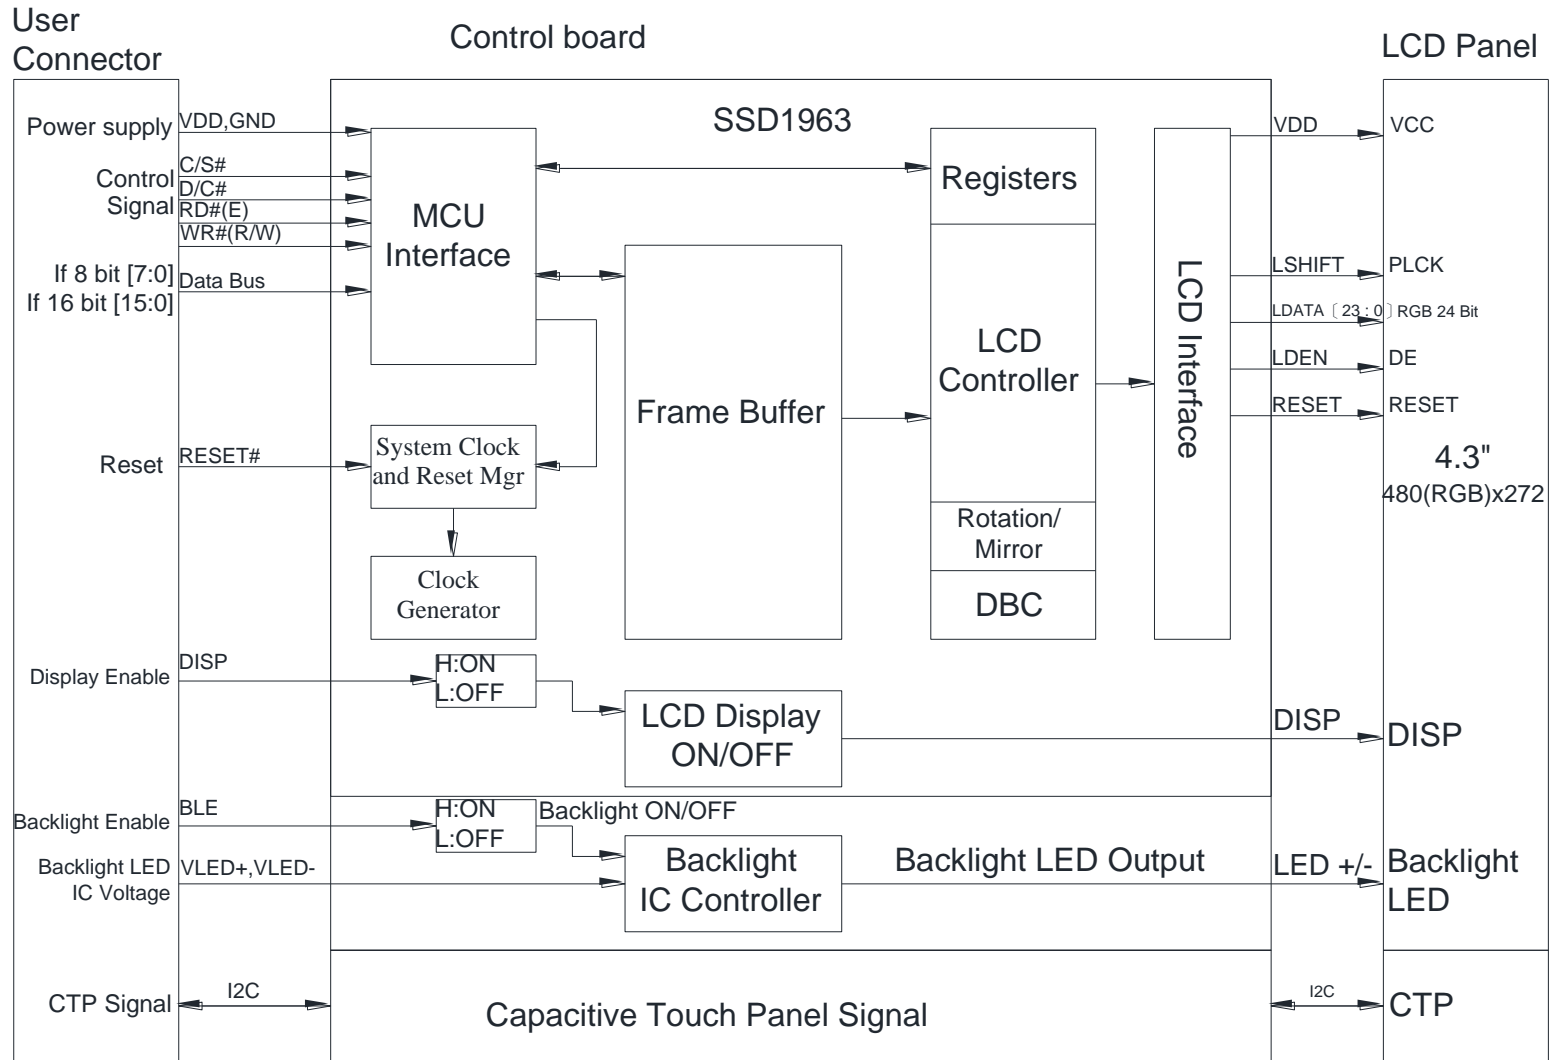 User
Connector
Control board
LCD Panel
Power supply
VDD,GND
SSD1963
VDD
VCC
Control
Signal
C/S#
D/C#
RD#(E)
WR#(R/W)
MCU
Interface
Registers
If 8 bit [7:0]
If 16 bit [15:0]
Data Bus
LCD Interface
LSHIFT
PLCK
LDATA〔23 : 0〕
RGB 24 Bit
LCD
Controller
LDEN
DE
Frame Buffer
RESET
RESET
Reset
RESET#
System Clock
and Reset Mgr
4.3"
480(RGB)x272
Rotation/
Mirror
Clock
Generator
DBC
Display Enable
DISP
H:ON
L:OFF
LCD Display
ON/OFF
DISP
DISP
Backlight Enable
BLE
H:ON
L:OFF
Backlight ON/OFF
Backlight LED
IC Voltage
VLED+,VLED-
Backlight
IC Controller
Backlight LED Output
LED +/-
Backlight
LED
CTP Signal
I2C
Capacitive Touch Panel Signal
I2C
CTP